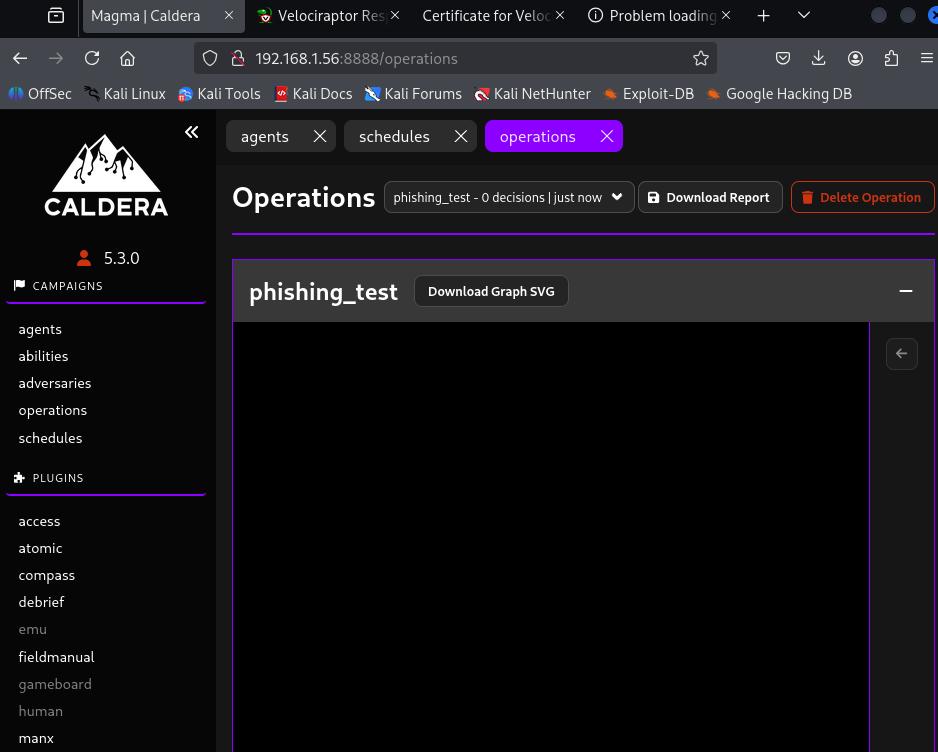 Magma | Caldera
Velociraptor Res
Certificate for Veloc
Problem loading
192.168.1.56:8888/operations
OffSec
Kali Linux
Kali Tools
Kali Docs
Kali Forums
Kali NetHunter
Exploit-DB
Google Hacking DB
CALDERA
5.3.0
CAMPAIGNS
agents
abilities
adversaries
operations
schedules
PLUGINS
access
atomic
compass
debrief
emu
fieldmanual
gameboard
human
manx
agents
schedules
operations
Operations
phishing_test - 0 decisions | just now
Download Report
Delete Operation
phishing_test
Download Graph SVG